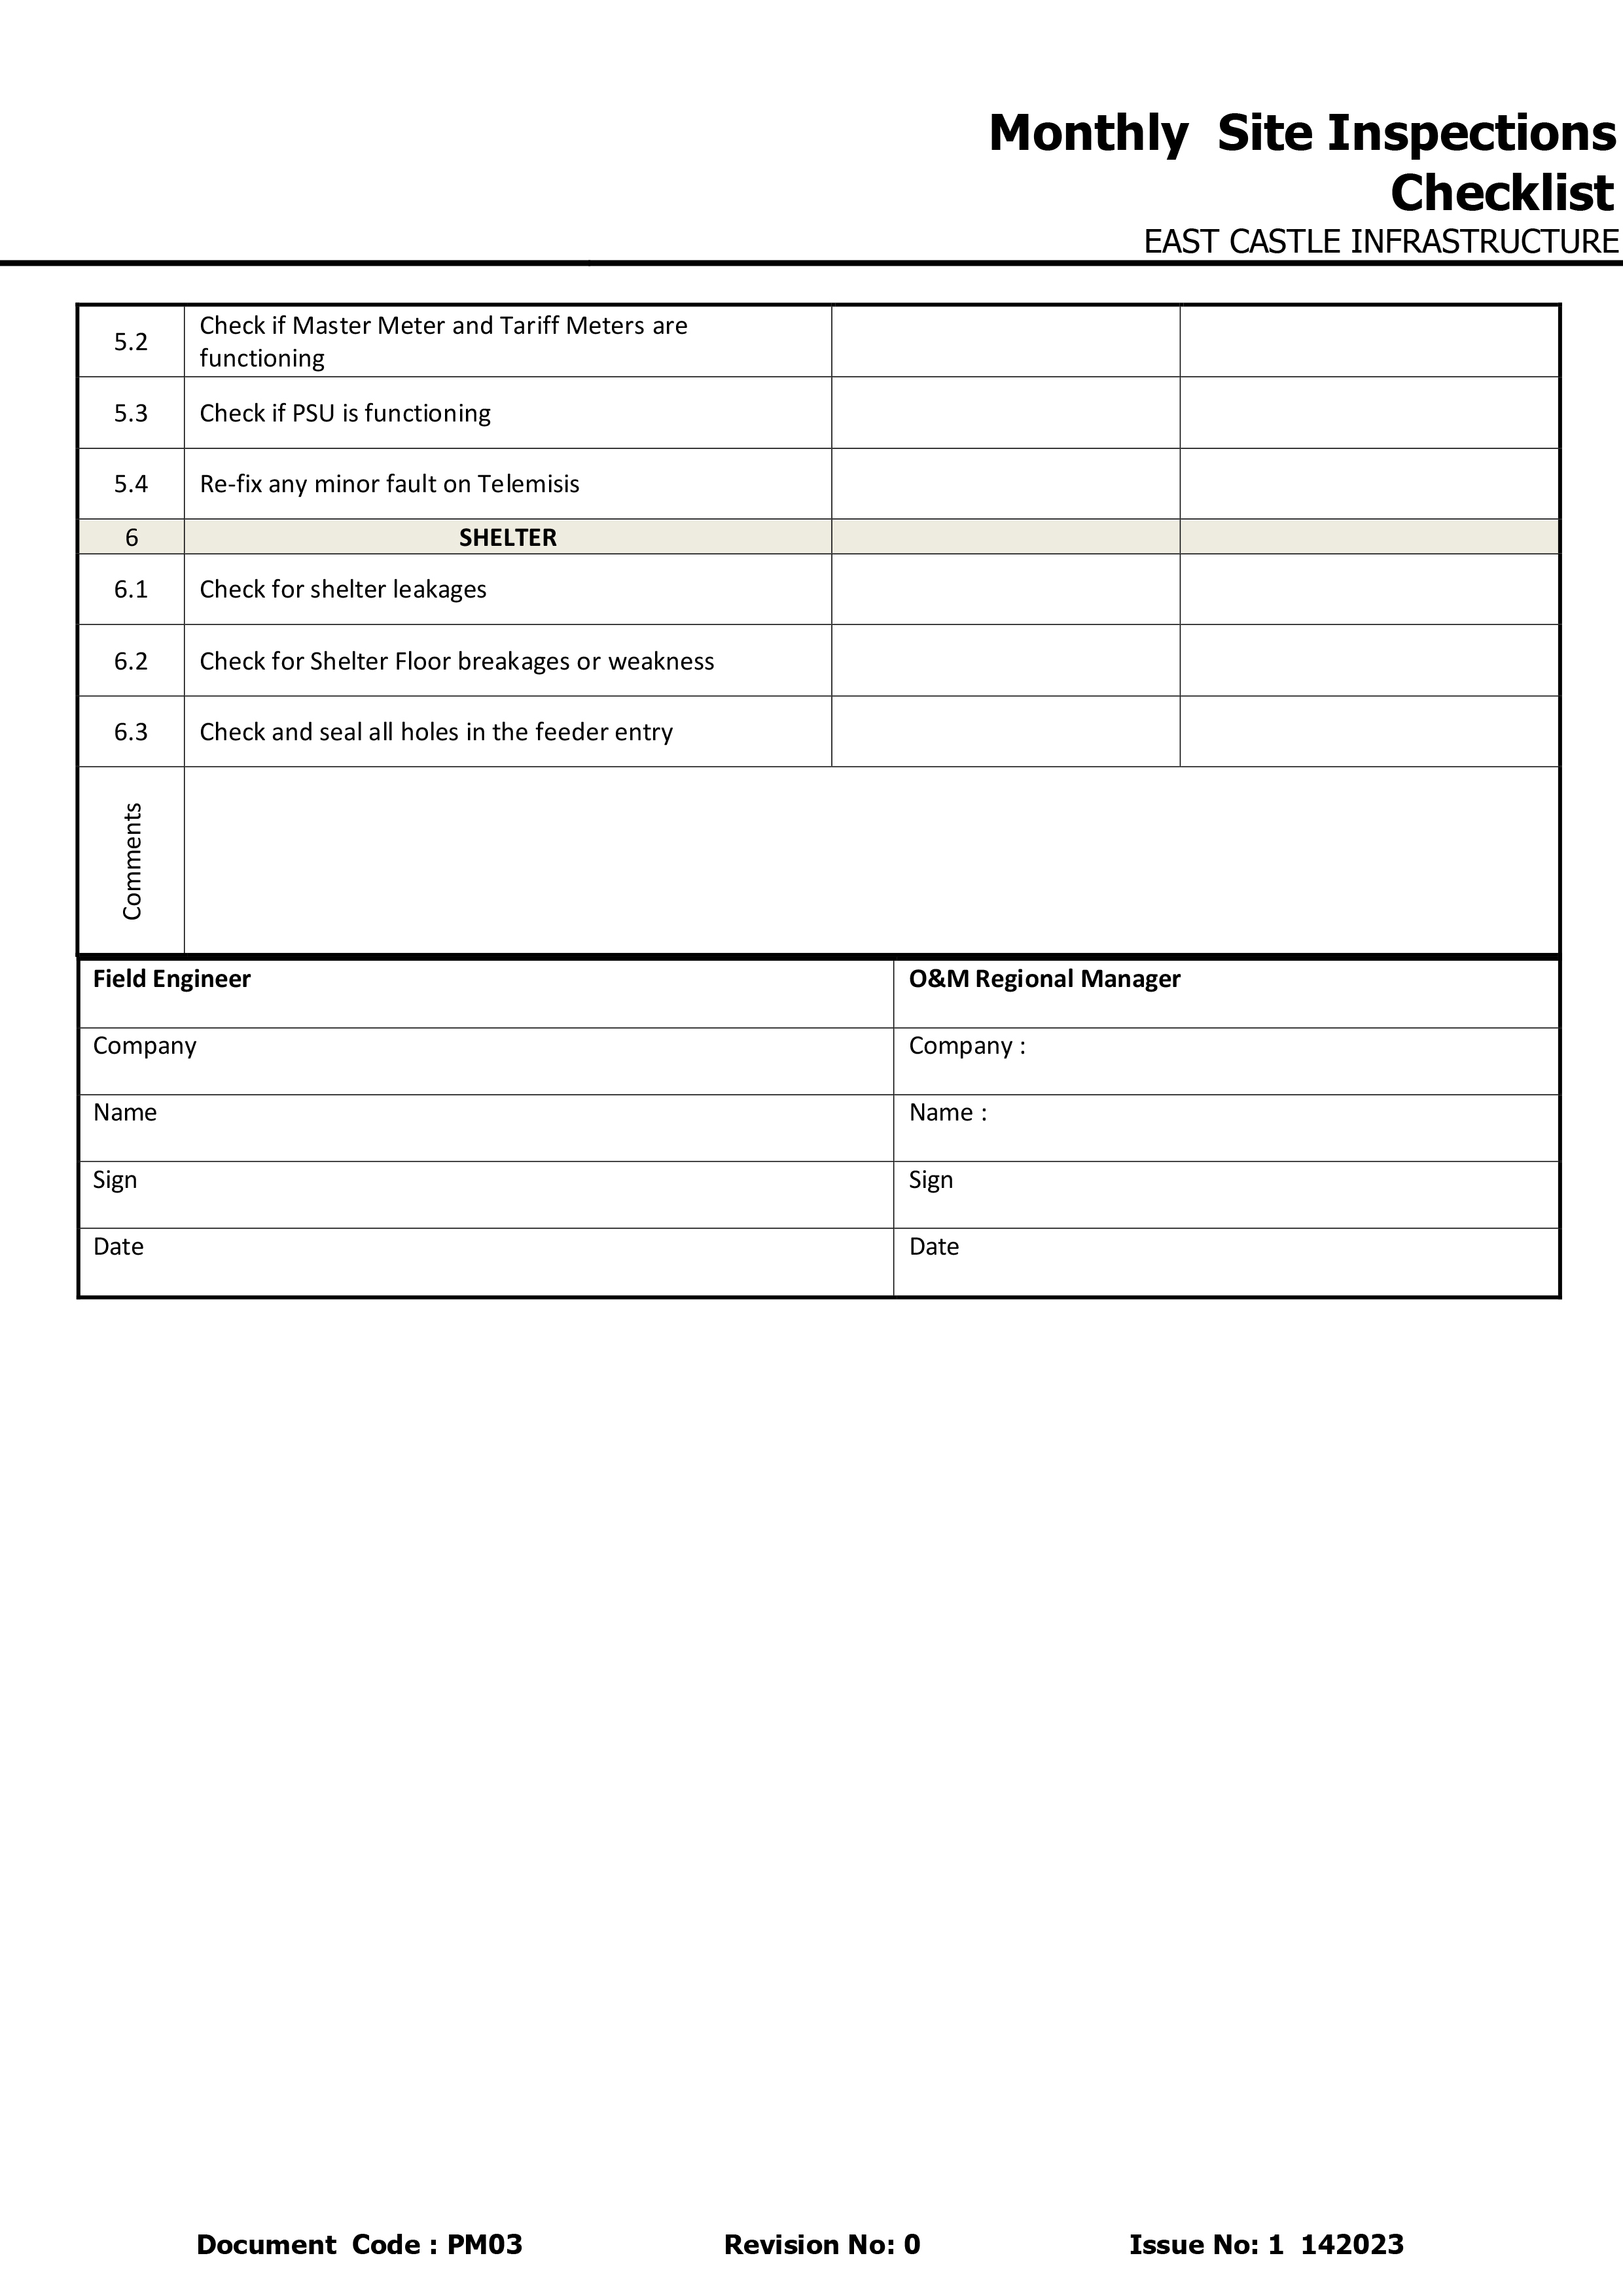 Monthly  Site Inspections
Checklist
EAST CASTLE INFRASTRUCTURE
5.2 Check if Master Meter and Tariff Meters are
functioning
5.3 Check if PSU is functioning
5.4 Re-fix any minor fault on Telemisis
6 SHELTER
6.1 Check for shelter leakages
6.2 Check for Shelter Floor breakages or weakness
6.3 Check and seal all holes in the feeder entry
Comments
Field Engineer O&M Regional Manager
Company Company :
Name Name :
Sign Sign
Date Date
Document  Code : PM03 Revision No: 0 Issue No: 1  142023